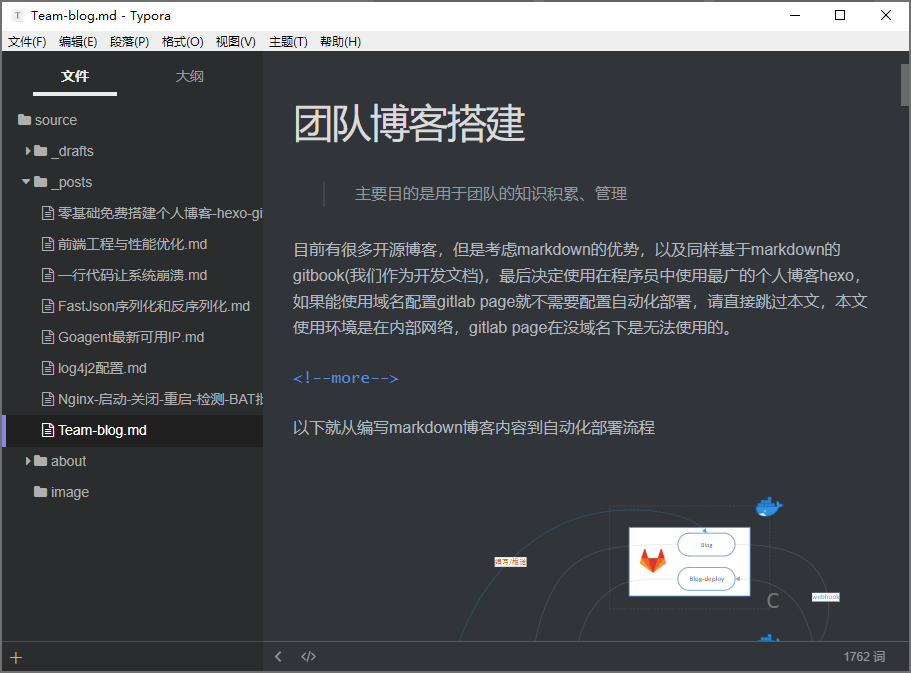 Team-blog.md - Typora
文件(F) 编辑(E) 段落(P) 格式(O) 视图(V) 主题(T) 帮助(H)
文件 大纲
source
_drafts
_posts
零基础免费搭建个人博客-hexo-gi
前端工程与性能优化.md
一行代码让系统崩溃.md
FastJson序列化和反序列化.md
Goagent最新可用IP.md
log4j2配置.md
Nginx-启动-关闭-重启-检测-BAT批
Team-blog.md
about
image
团队博客搭建
主要目的是用于团队的知识积累、管理
目前有很多开源博客，但是考虑markdown的优势，以及同样基于markdown的
gitbook(我们作为开发文档)，最后决定使用在程序员中使用最广的个人博客hexo，
如果能使用域名配置gitlab page就不需要配置自动化部署，请直接跳过本文，本文
使用环境是在内部网络，gitlab page在没域名下是无法使用的。
<!--more-->
以下就从编写markdown博客内容到自动化部署流程
Blog
编写/推送
Blog-deploy
webhook
C
1762 词